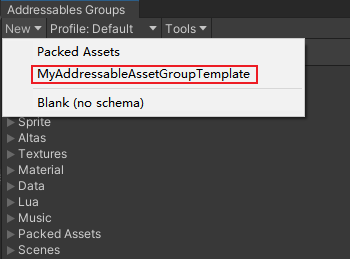 Addressables Groups
New Profile: Default Tools
Packed Assets
MyAddressableAssetGroupTemplate
Blank (no schema)
Sprite
Altas
Textures
Material
Data
Lua
Music
Packed Assets
Scenes